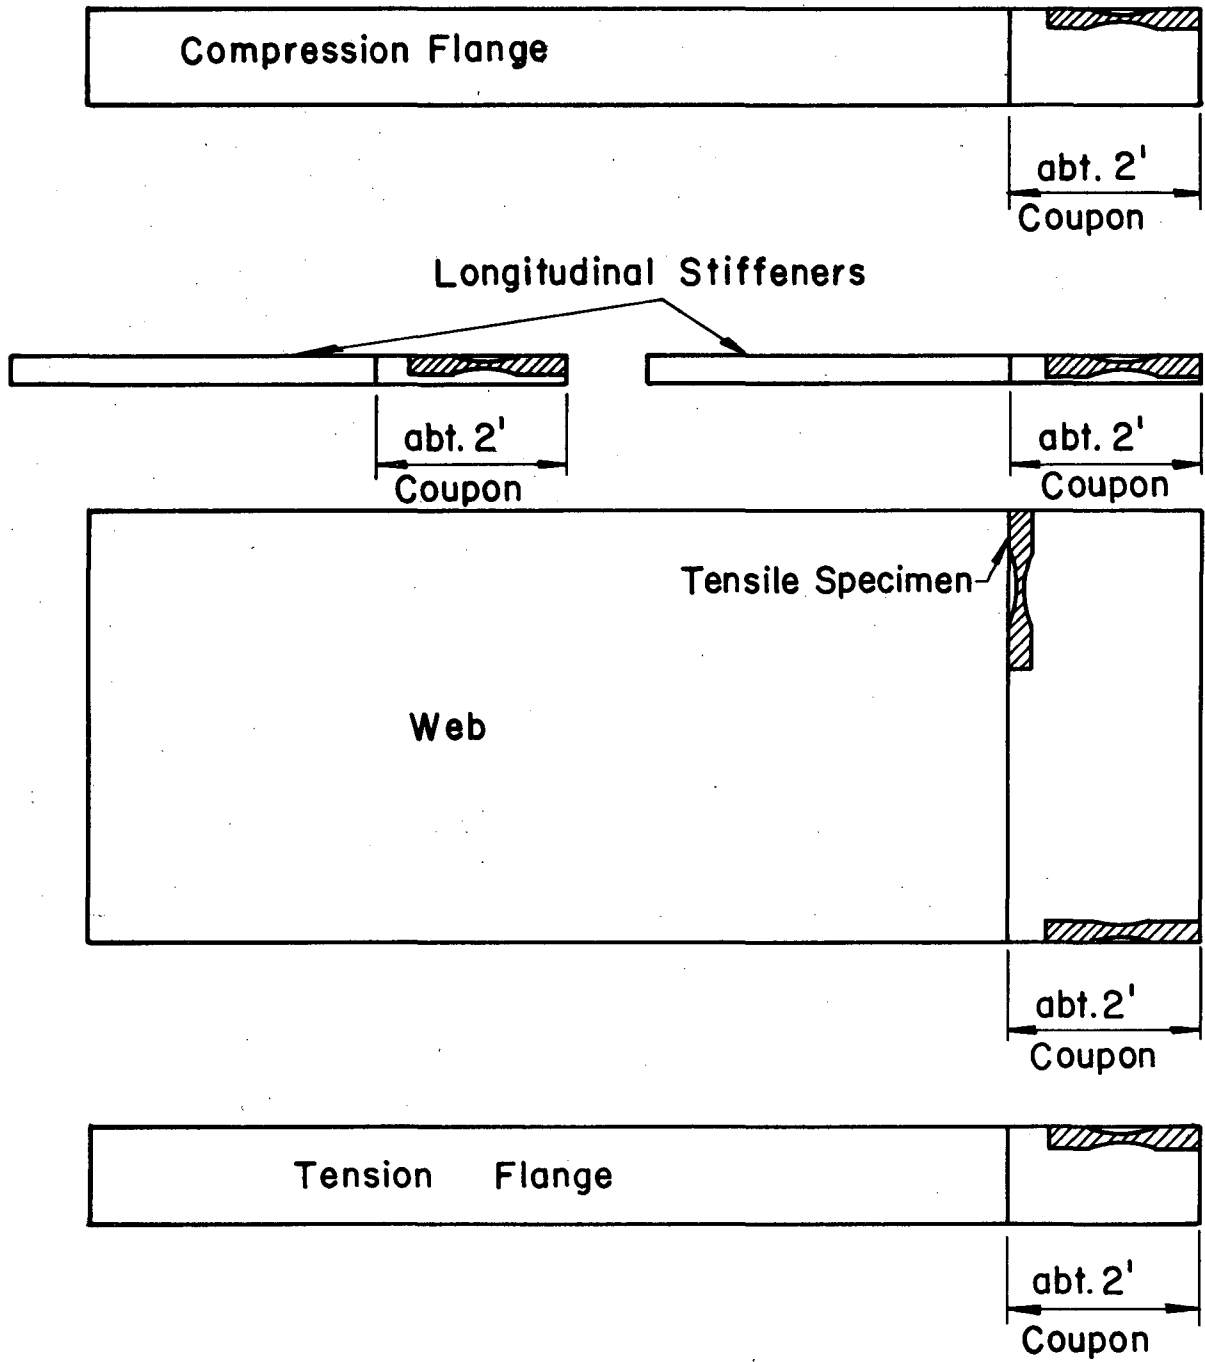 Compression Flange
abt. 2'
Coupon
Longitudinal Stiffeners
abt. 2'
Coupon
abt. 2'
Coupon
Tensile Specimen
Web
abt. 2'
Coupon
Tension Flange
abt. 2'
Coupon